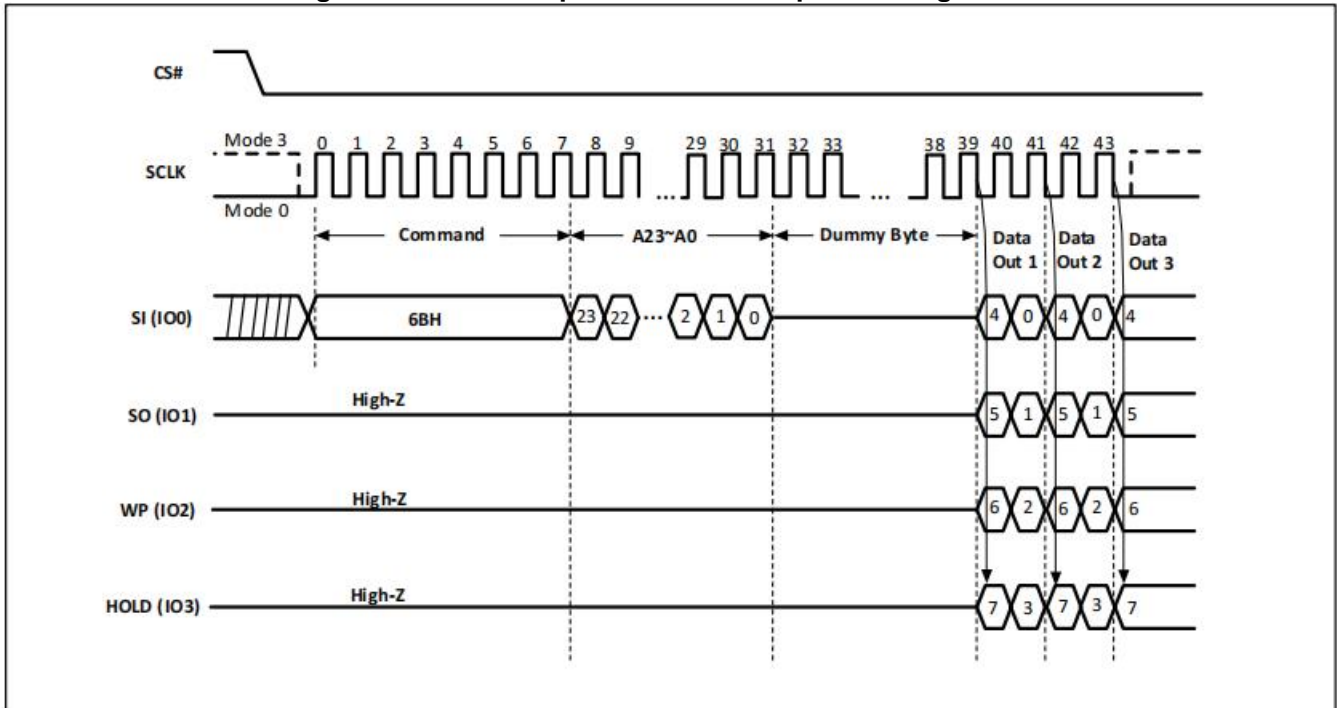 CS#
Mode 3
0 1 2 3 4 5 6 7 8 9 29 30 31 32 33 38 39 40 41 42 43
SCLK
... ...
Mode 0
Command A23~A0 Dummy Byte Data Out 1 Data Out 2 Data Out 3
SI (IO0) 6BH 23 22 ... 2 1 0 4 0 4 0 4
High-Z
SO (IO1) 5 1 5 1 5
High-Z
WP (IO2) 6 2 6 2 6
High-Z
HOLD (IO3) 7 3 7 3 7